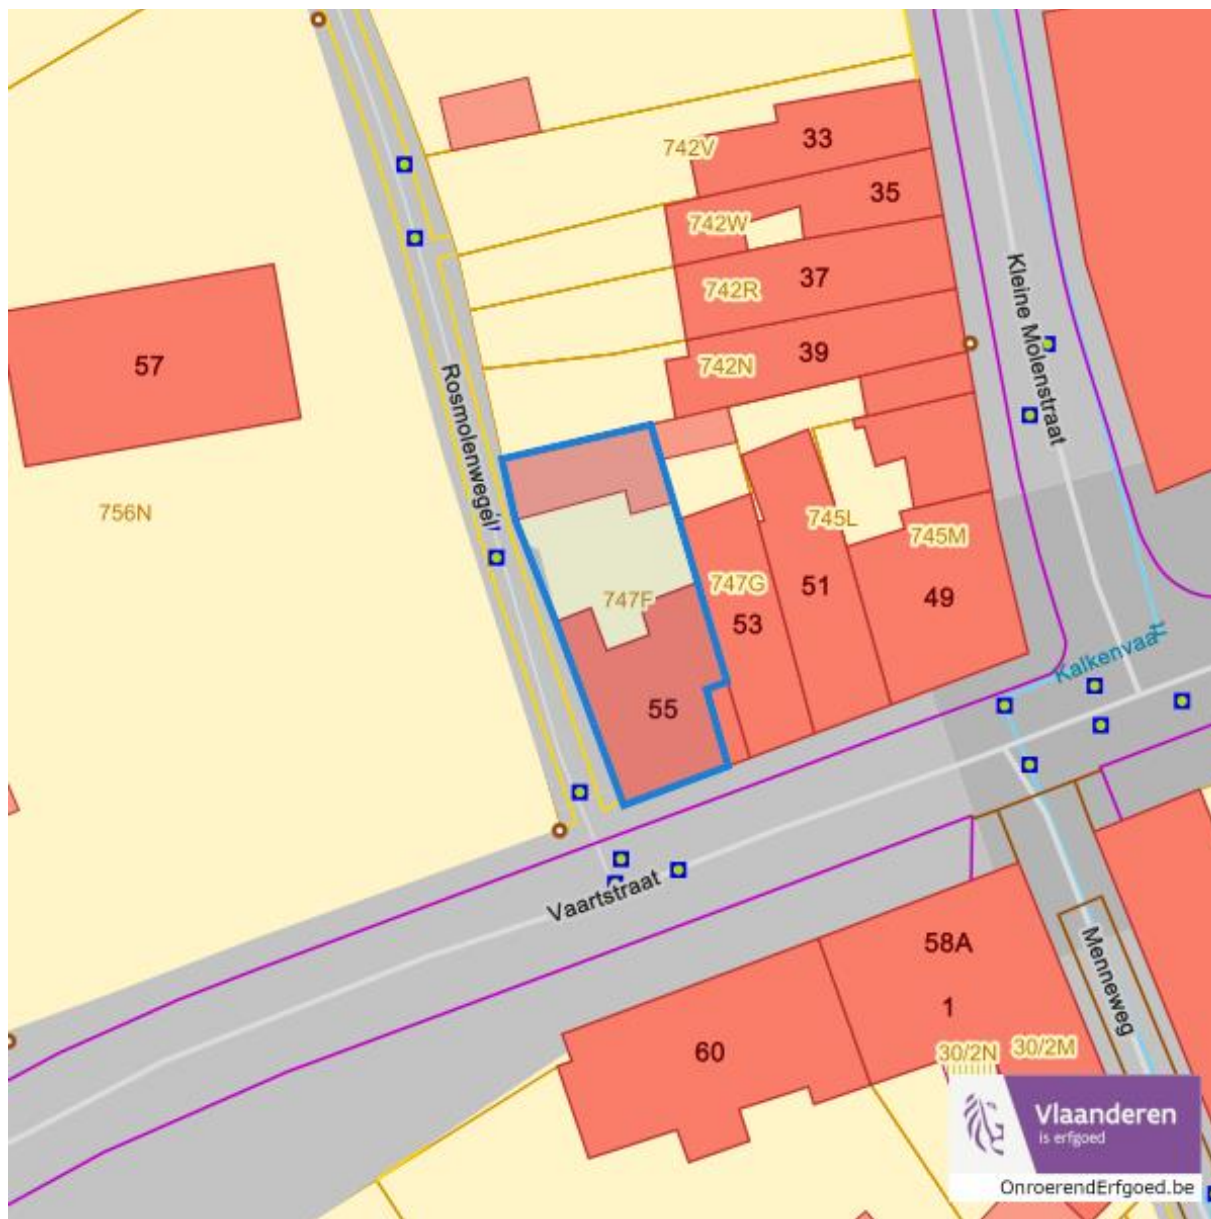 742V
33
35
742W
37
742R
39
742N
Kleine Molenstraat
57
Rosmolenwegel
756N
745L
745M
747F
747G
51
49
53
55
Kalkenvaa
Vaartstraat
58A
1
Menneweg
60
30/2N
30/2M
Vlaanderen
is erfgoed
OnroerendErfgoed.be